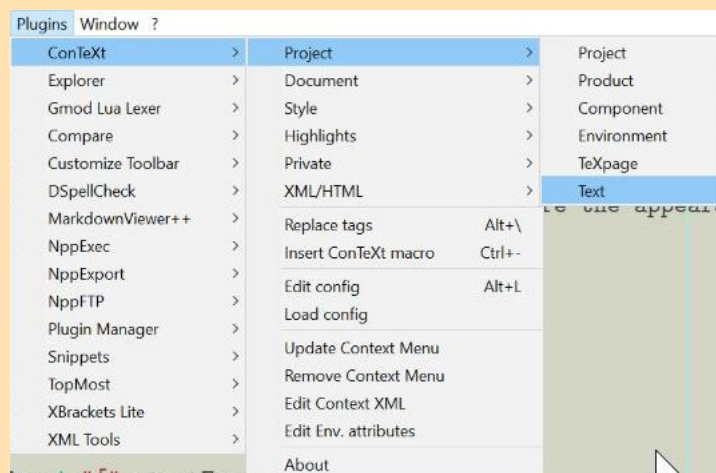 Plugins Window ?
ConTeXt >
Explorer >
Gmod Lua Lexer >
Compare >
Customize Toolbar >
DSpellCheck >
MarkdownViewer++ >
NppExec >
NppExport >
NppFTP >
Plugin Manager >
Snippets >
TopMost >
XBrackets Lite >
XML Tools >
Project >
Document >
Style >
Highlights >
Private >
XML/HTML >
Replace tags Alt+\
Insert ConTeXt macro Ctrl+-
Edit config Alt+L
Load config
Update Context Menu
Remove Context Menu
Edit Context XML
Edit Env. attributes
About
Project
Product
Component
Environment
TeXpage
Text
the appear